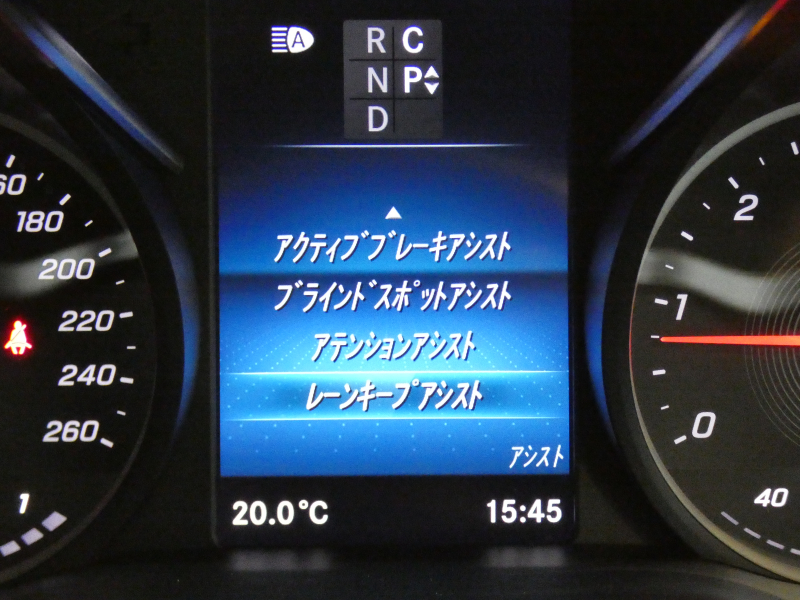 A
R C
N P
D
アクティブブレーキアシスト
ブラインドスポットアシスト
アテンションアシスト
レーンキープアシスト
アシスト
20.0°C
15:45
180
200
220
240
260
1
2
1
0
40